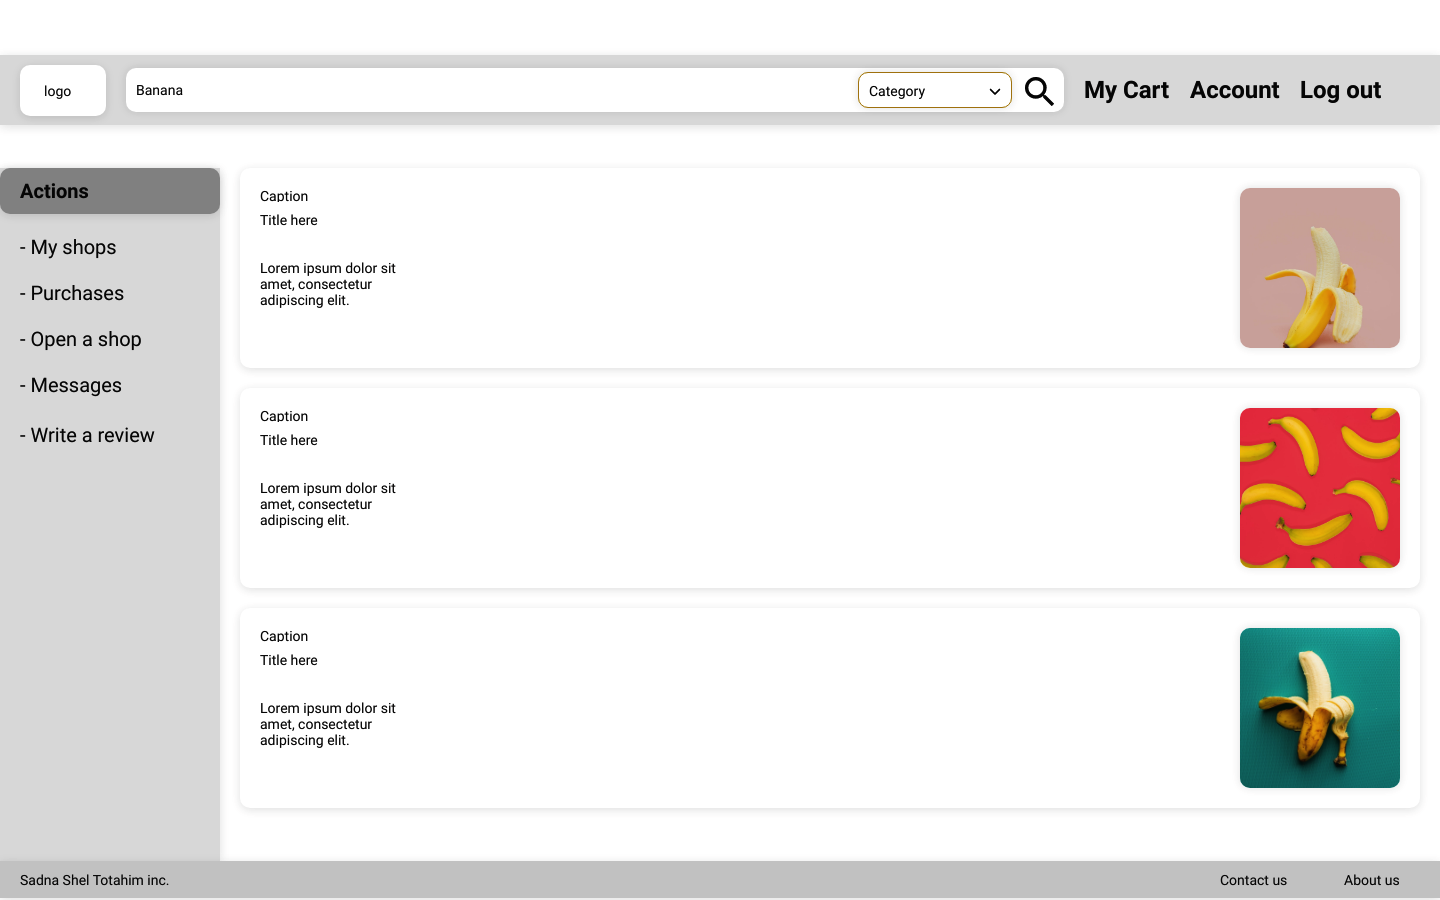 logo
Banana
Category
My Cart
Account
Log out
Actions
- My shops
- Purchases
- Open a shop
- Messages
- Write a review
Caption
Title here
Lorem ipsum dolor sit
amet, consectetur
adipiscing elit.
Caption
Title here
Lorem ipsum dolor sit
amet, consectetur
adipiscing elit.
Caption
Title here
Lorem ipsum dolor sit
amet, consectetur
adipiscing elit.
Sadna Shel Totahim inc.
Contact us
About us